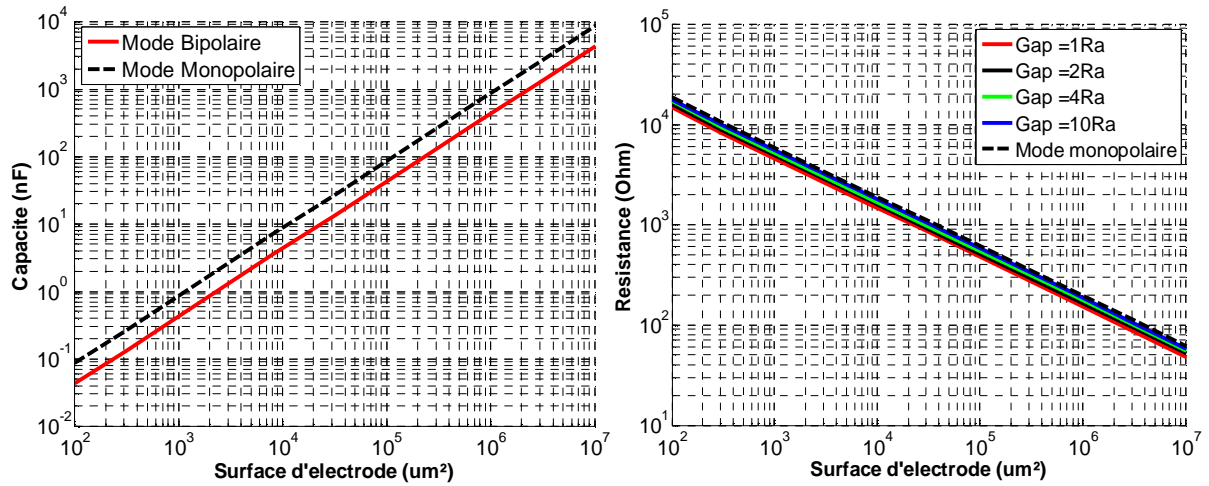 10^4
10^3
10^2
10^1
10^0
10^-1
10^-2
Capacite (nF)
Mode Bipolaire
Mode Monopolaire
10^2 10^3 10^4 10^5 10^6 10^7
Surface d'electrode (um²)
10^5
10^4
10^3
10^2
10^1
Resistance (Ohm)
Gap =1Ra
Gap =2Ra
Gap =4Ra
Gap =10Ra
Mode monopolaire
10^2 10^3 10^4 10^5 10^6 10^7
Surface d'electrode (um²)